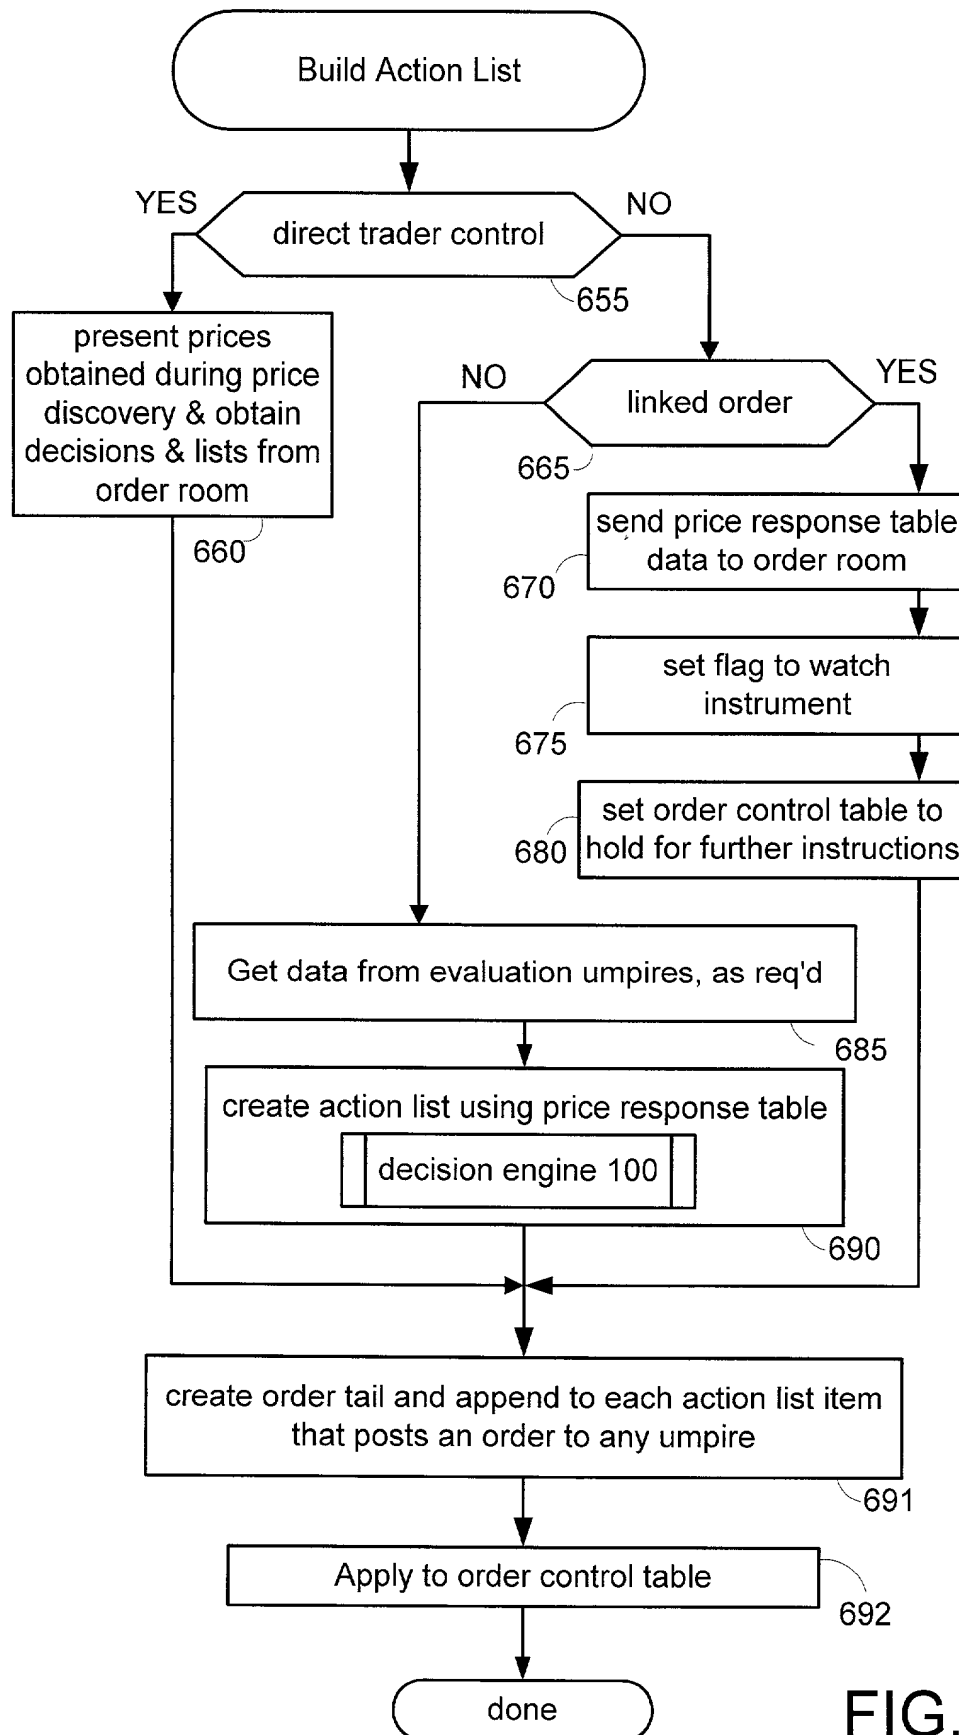 Build Action List
YES
NO
direct trader control
655
present prices
obtained during price
discovery & obtain
decisions & lists from
order room
660
NO
YES
linked order
665
send price response table
data to order room
670
set flag to watch
instrument
675
set order control table to
hold for further instructions
680
Get data from evaluation umpires, as req'd
685
create action list using price response table
decision engine 100
690
create order tail and append to each action list item
that posts an order to any umpire
691
Apply to order control table
692
done
FIG.